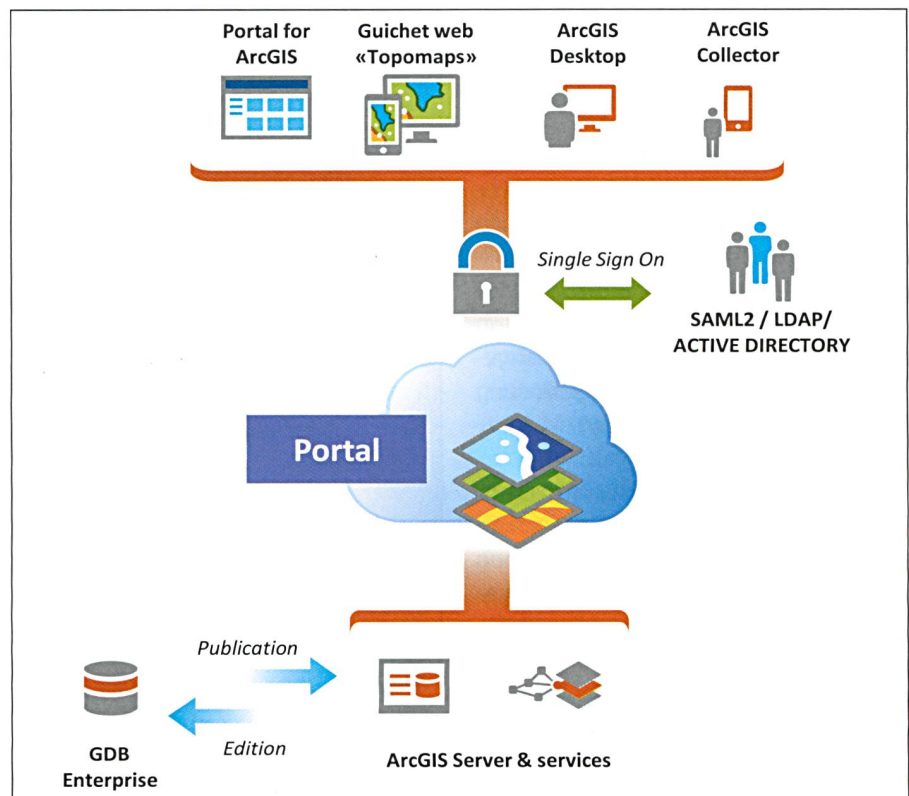 Portal for
ArcGIS
Guichet web
«Topomaps»
ArcGIS
Desktop
ArcGIS
Collector
Single Sign On
SAML2 / LDAP/
ACTIVE DIRECTORY
Portal
Publication
Edition
GDB
Enterprise
ArcGIS Server & services